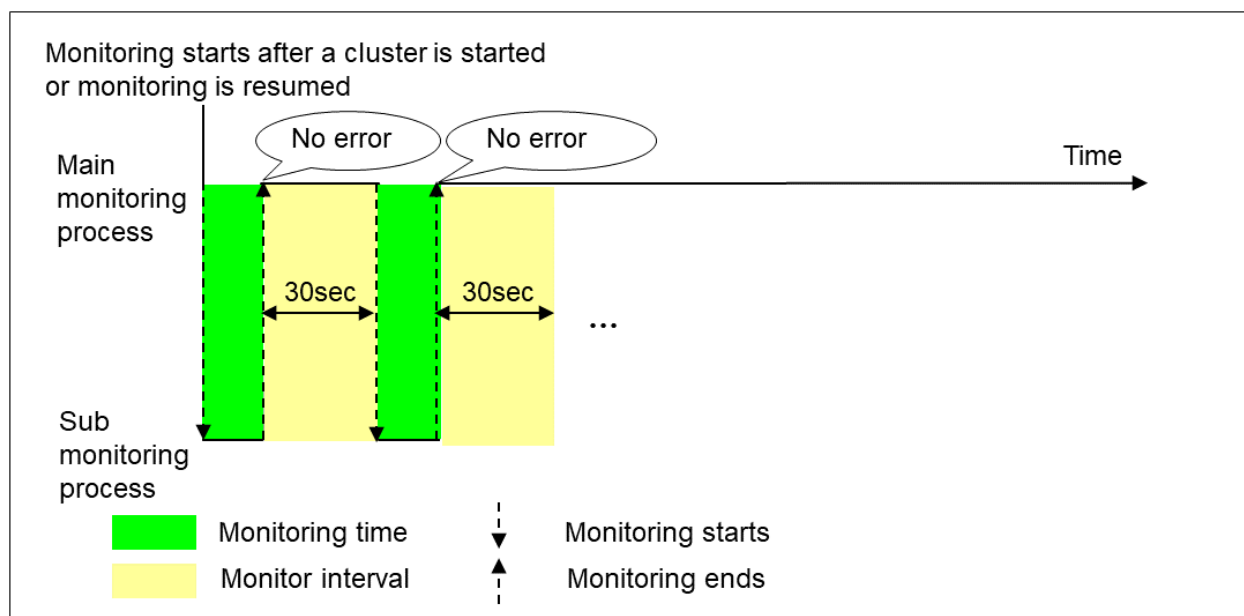 Monitoring starts after a cluster is started
or monitoring is resumed
No error
No error
Time
Main
monitoring
process
30sec
30sec
...
Sub
monitoring
process
Monitoring time
Monitoring starts
Monitor interval
Monitoring ends